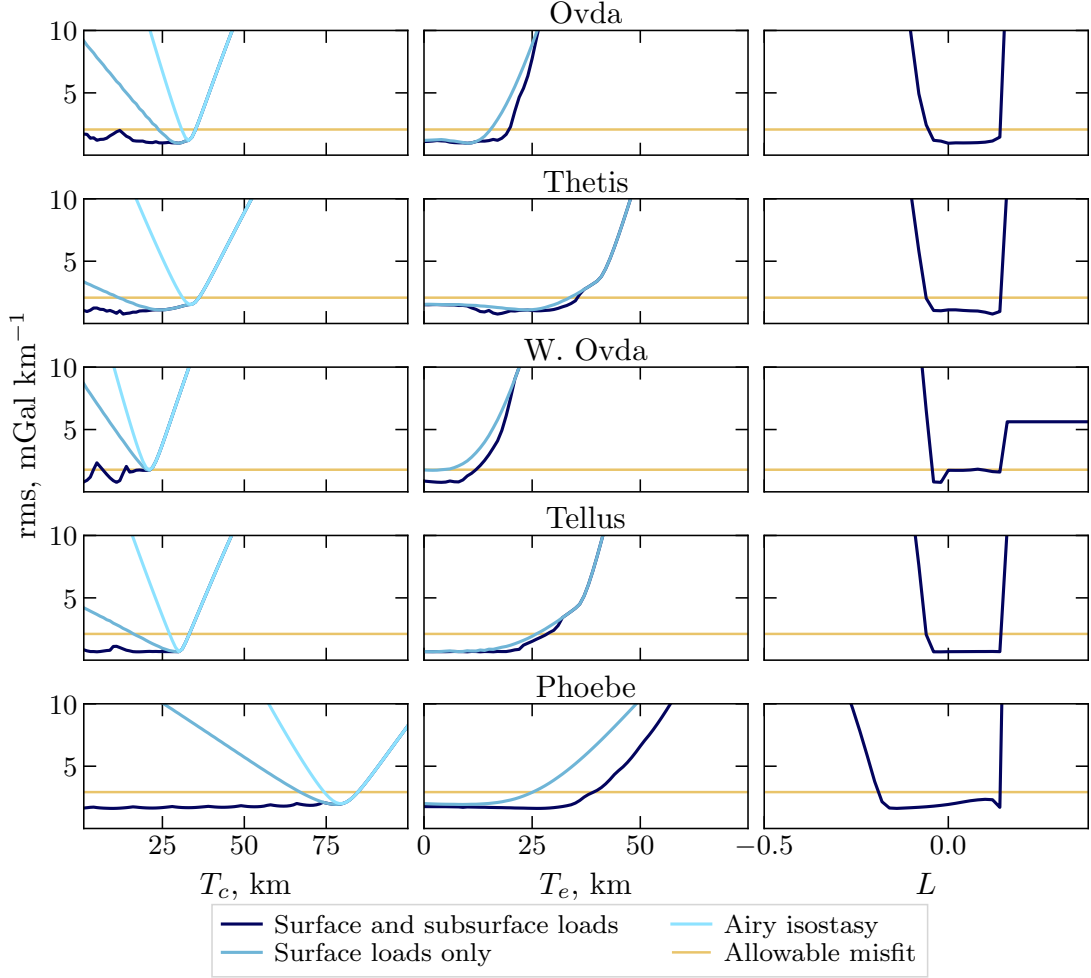 Ovda
10
5
Thetis
10
5
W. Ovda
10
5
Tellus
10
5
Phoebe
10
5
rms, mGal km⁻¹
25 50 75
0 25 50
−0.5 0.0
T_c, km
T_e, km
L
Surface and subsurface loads
Surface loads only
Airy isostasy
Allowable misfit